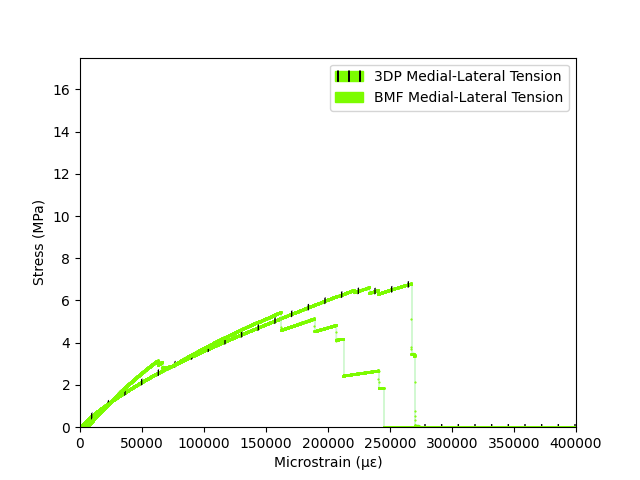 3DP Medial-Lateral Tension
BMF Medial-Lateral Tension
16
14
12
10
8
6
4
2
0
Stress (MPa)
0 50000 100000 150000 200000 250000 300000 350000 400000
Microstrain (με)